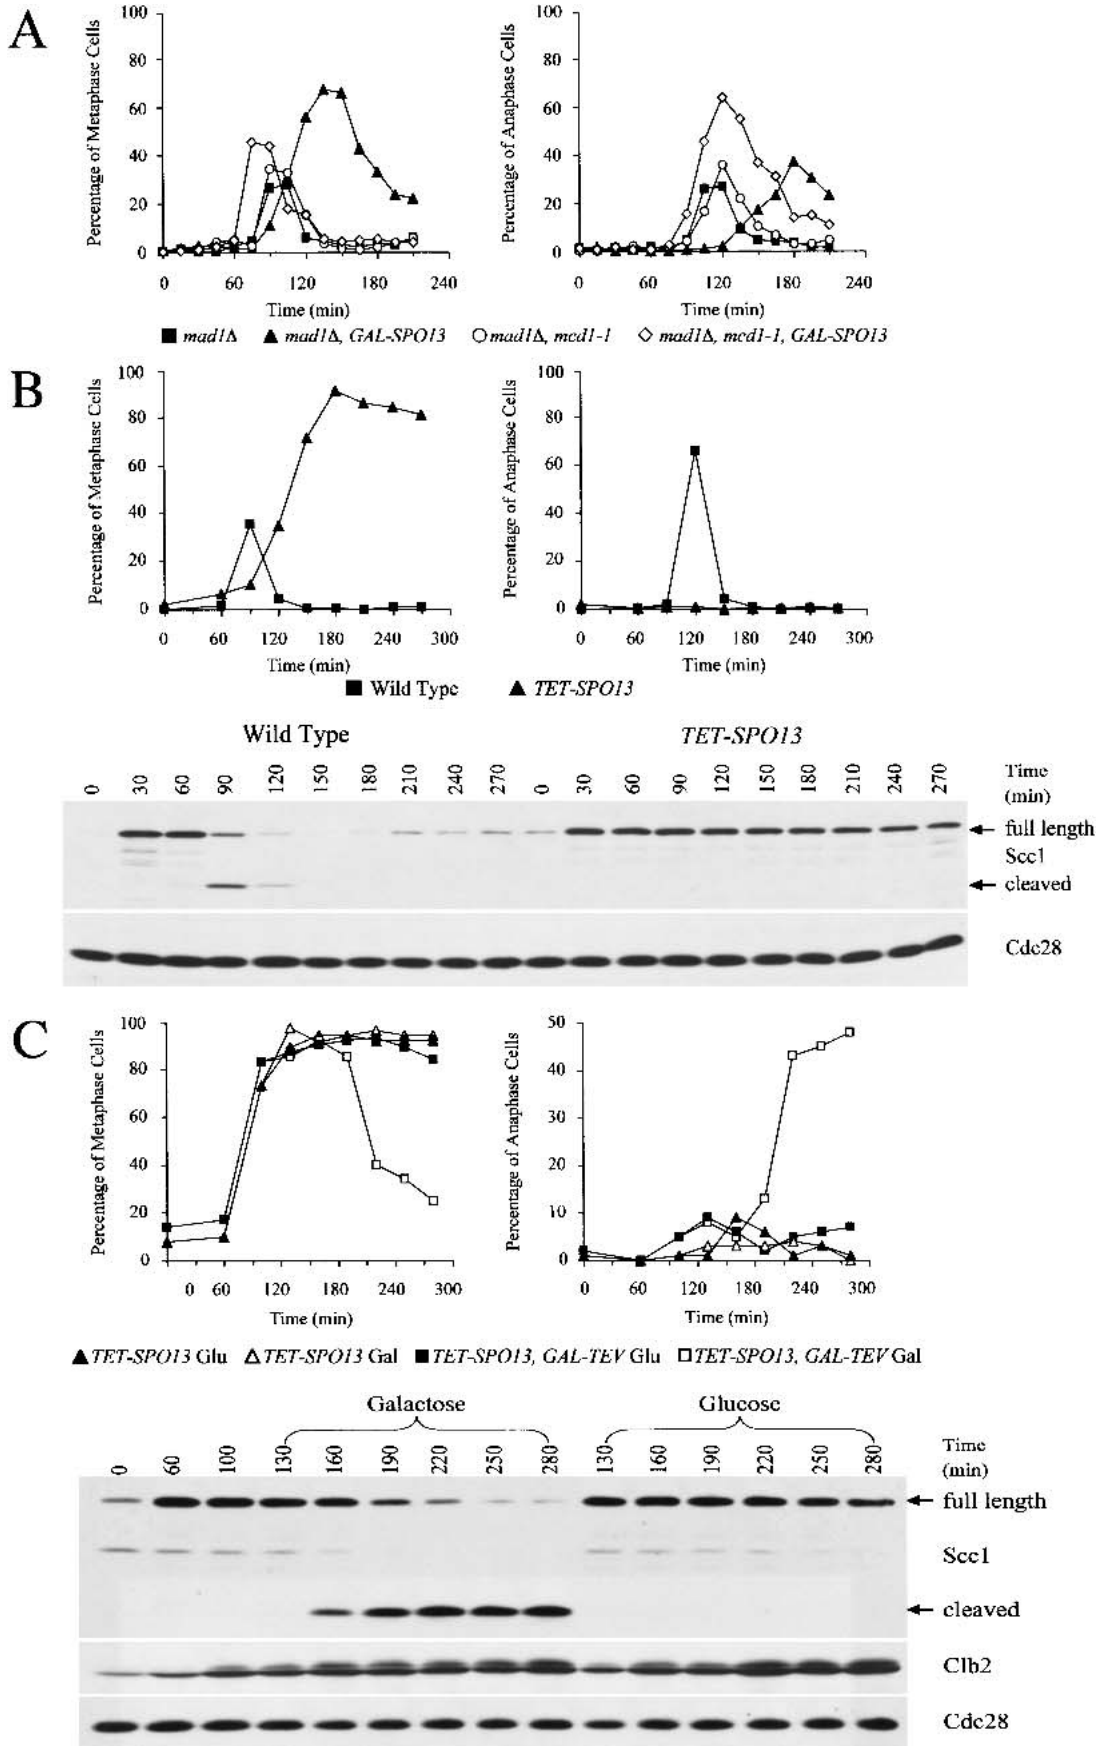 A
Percentage of Metaphase Cells
100
80
60
40
20
0
0 60 120 180 240
Time (min)
Percentage of Anaphase Cells
100
80
60
40
20
0
0 60 120 180 240
Time (min)
mad1Δ mad1Δ, GAL-SPO13 mad1Δ, mcd1-1 mad1Δ, mcd1-1, GAL-SPO13
B
Percentage of Metaphase Cells
100
80
60
40
20
0
0 60 120 180 240 300
Time (min)
Percentage of Anaphase Cells
100
80
60
40
20
0
0 60 120 180 240 300
Time (min)
Wild Type TET-SPO13
Wild Type TET-SPO13
0 30 60 90 120 150 180 210 240 270 0 30 60 90 120 150 180 210 240 270 Time
(min)
full length
Scc1
cleaved
Cdc28
C
Percentage of Metaphase Cells
100
80
60
40
20
0
0 60 120 180 240 300
Time (min)
Percentage of Anaphase Cells
50
40
30
20
10
0
0 60 120 180 240 300
Time (min)
TET-SPO13 Glu TET-SPO13 Gal TET-SPO13, GAL-TEV Glu TET-SPO13, GAL-TEV Gal
Galactose Glucose
0 60 100 130 160 190 220 250 280 130 160 190 220 250 280 Time
(min)
full length
Scc1
cleaved
Clb2
Cdc28